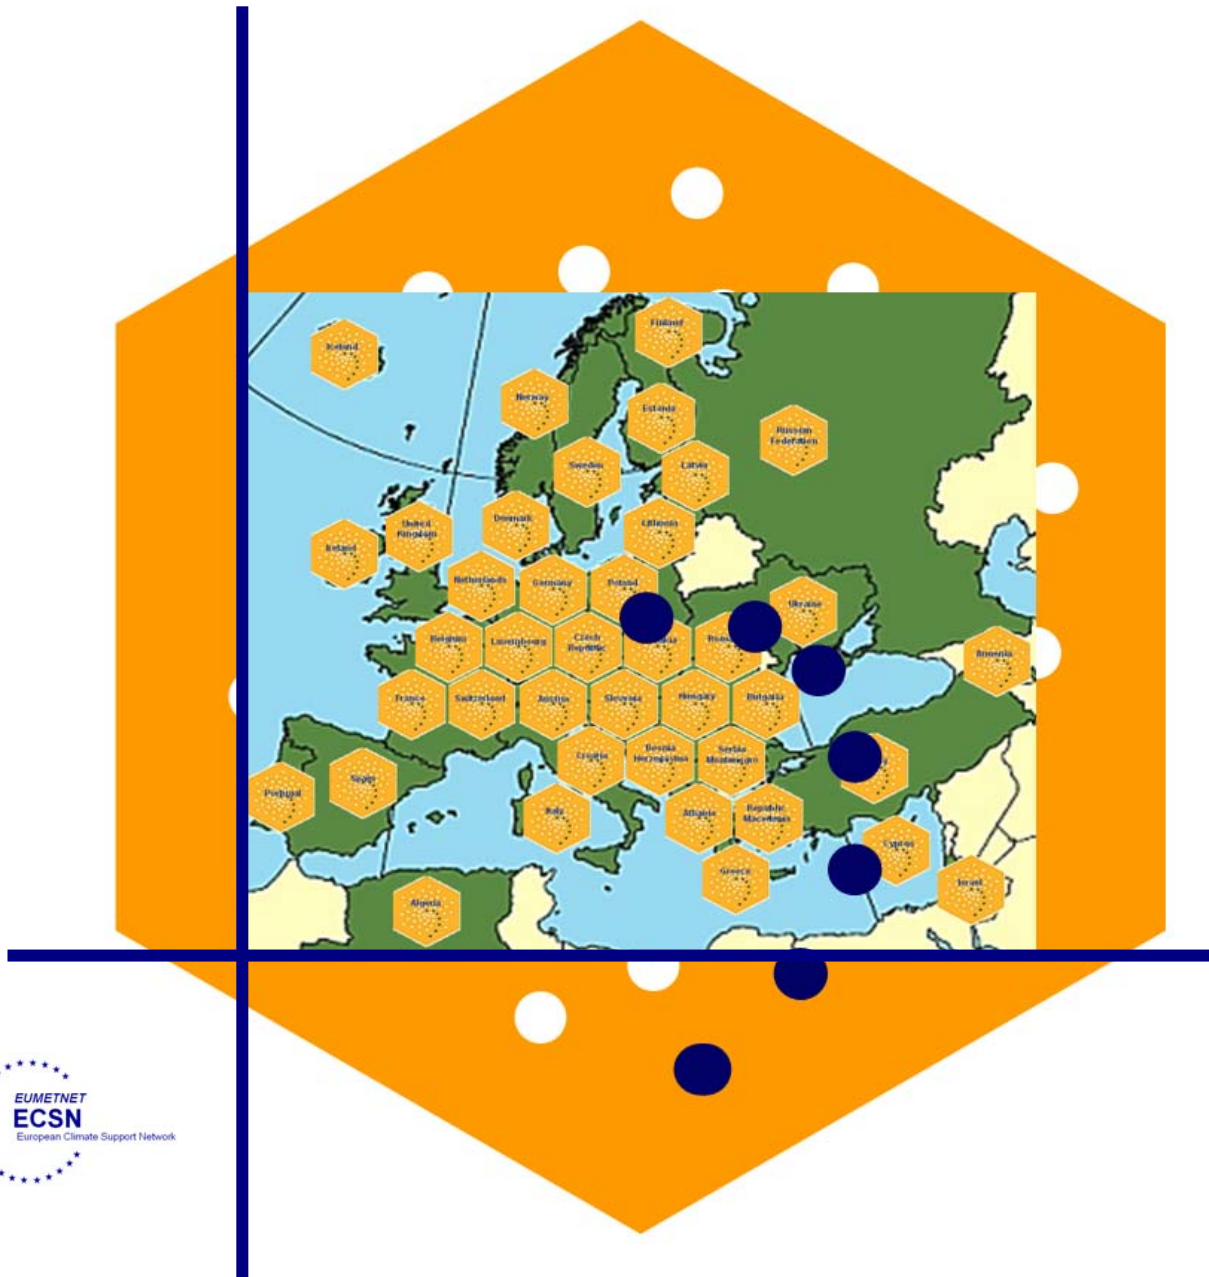 Finland
Iceland
Norway
Estonia
Russian
Federation
Sweden
Latvia
United
Kingdom
Denmark
Lithuania
Ireland
Netherlands
Germany
Poland
Ukraine
Belgium
Luxembourg
Czech
Republic
Armenia
France
Switzerland
Austria
Slovenia
Hungary
Bulgaria
Croatia
Bosnia
Herzegovina
Serbia
Montenegro
Spain
Portugal
Italy
Albania
Republic
Macedonia
Cyprus
Greece
Israel
Algeria
EUMETNET
ECSN
European Climate Support Network